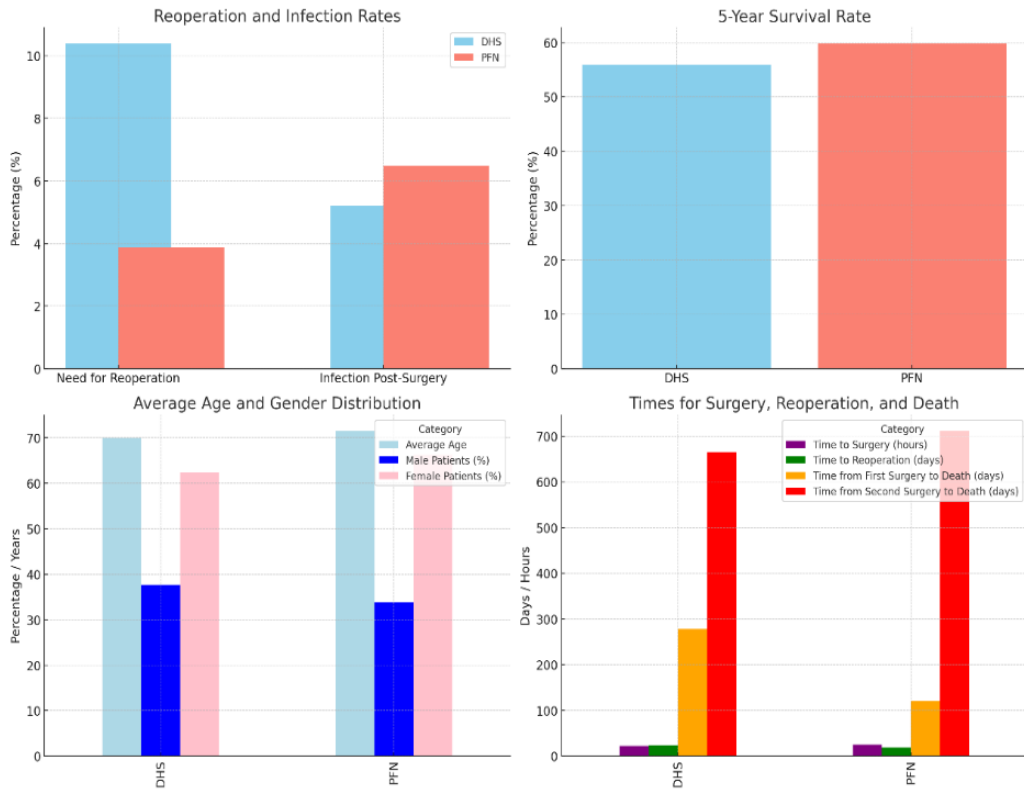 Reoperation and Infection Rates
Percentage (%)
10
8
6
4
2
0
DHS
PFN
Need for Reoperation
Infection Post-Surgery
5-Year Survival Rate
Percentage (%)
60
50
40
30
20
10
0
DHS
PFN
Average Age and Gender Distribution
Percentage / Years
70
60
50
40
30
20
10
0
Category
Average Age
Male Patients (%)
Female Patients (%)
DHS
PFN
Times for Surgery, Reoperation, and Death
Days / Hours
700
600
500
400
300
200
100
0
Category
Time to Surgery (hours)
Time to Reoperation (days)
Time from First Surgery to Death (days)
Time from Second Surgery to Death (days)
DHS
PFN